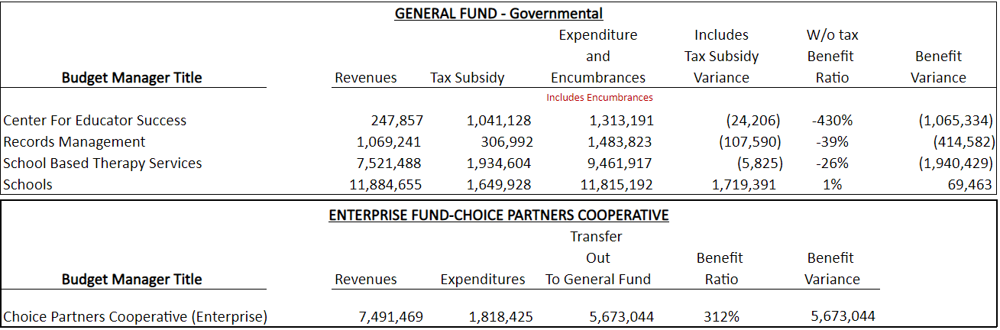 GENERAL FUND - Governmental
Expenditure Includes W/o tax
and Tax Subsidy Benefit Benefit
Budget Manager Title Revenues Tax Subsidy Encumbrances Variance Ratio Variance
Includes Encumbrances
Center For Educator Success 247,857 1,041,128 1,313,191 (24,206) -430% (1,065,334)
Records Management 1,069,241 306,992 1,483,823 (107,590) -39% (414,582)
School Based Therapy Services 7,521,488 1,934,604 9,461,917 (5,825) -26% (1,940,429)
Schools 11,884,655 1,649,928 11,815,192 1,719,391 1% 69,463
ENTERPRISE FUND-CHOICE PARTNERS COOPERATIVE
Transfer
Out Benefit Benefit
Budget Manager Title Revenues Expenditures To General Fund Ratio Variance
Choice Partners Cooperative (Enterprise) 7,491,469 1,818,425 5,673,044 312% 5,673,044